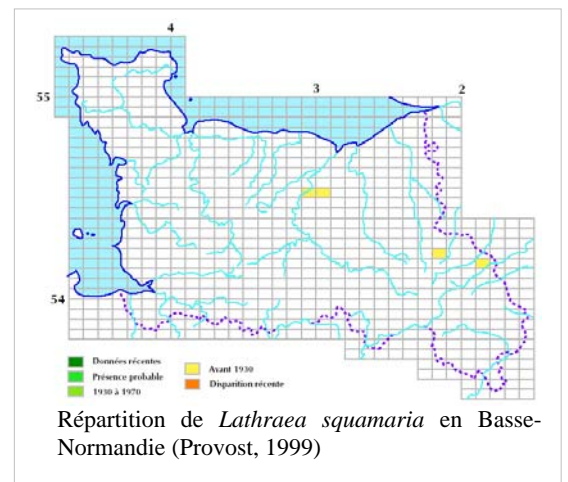 4
3
2
55
54
Données récentes
Présence probable
1930 à 1970
Avant 1930
Disparition récente
Répartition de Lathraea squamaria en Basse-
Normandie (Provost, 1999)